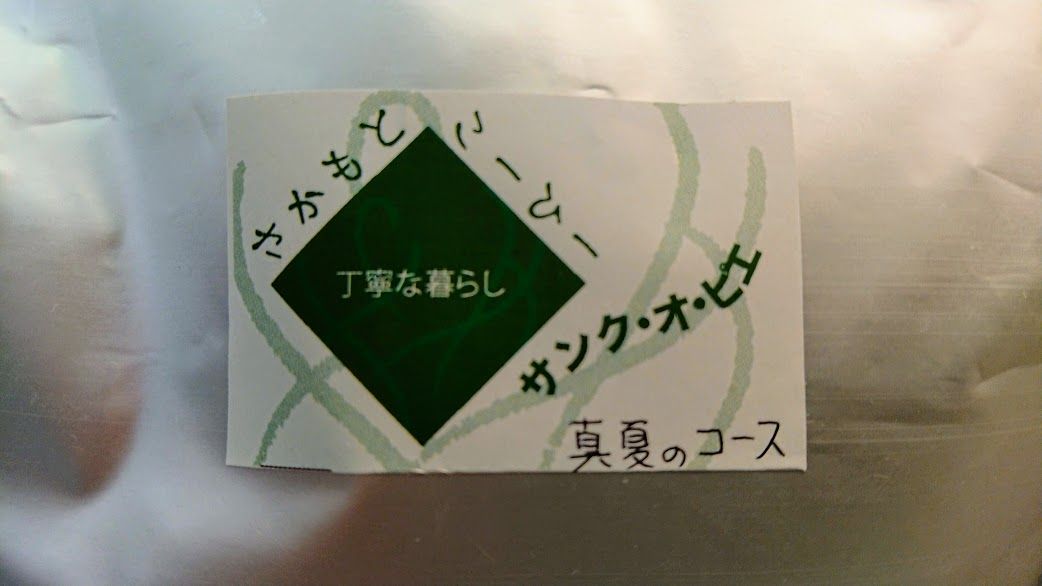 さかもとこーひー
丁寧な暮らし
サンク・オ・ピエ
真夏のコース